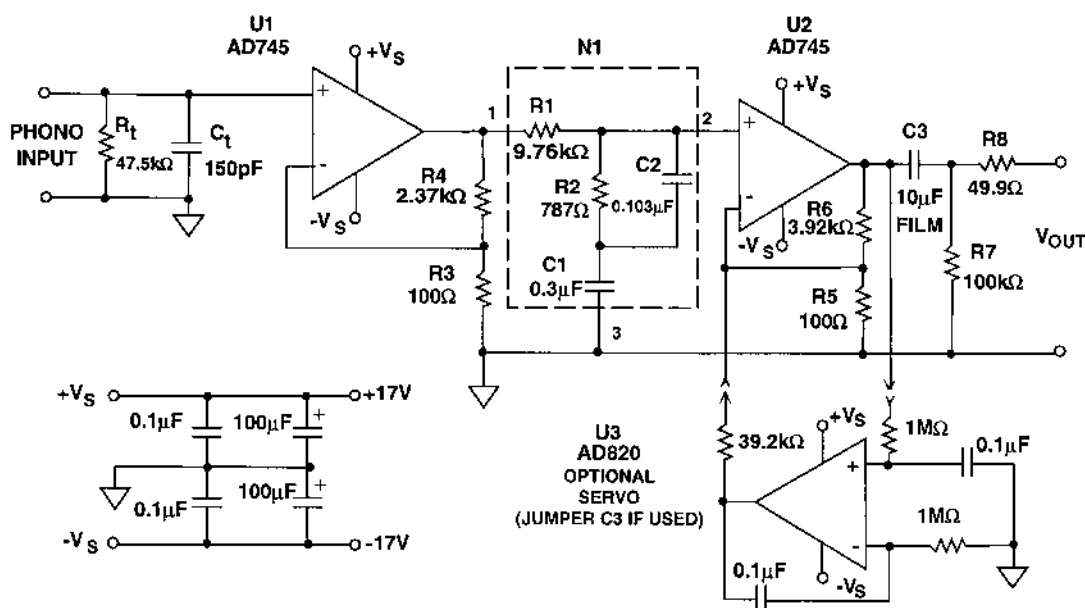 U1
AD745
+VS
PHONO
INPUT
Rt
47.5kΩ
Ct
150pF
+
-
-VS
1
R4
2.37kΩ
R3
100Ω
N1
R1
9.76kΩ
R2
787Ω
C2
0.103µF
C1
0.3µF
3
2
U2
AD745
+VS
+
-
-VS
R6
3.92kΩ
R5
100Ω
C3
10µF
FILM
R8
49.9Ω
R7
100kΩ
VOUT
+VS
+17V
0.1µF
100µF
+
0.1µF
100µF
+
-VS
-17V
U3
AD820
OPTIONAL
SERVO
(JUMPER C3 IF USED)
39.2kΩ
+VS
+
-
-VS
1MΩ
0.1µF
1MΩ
0.1µF